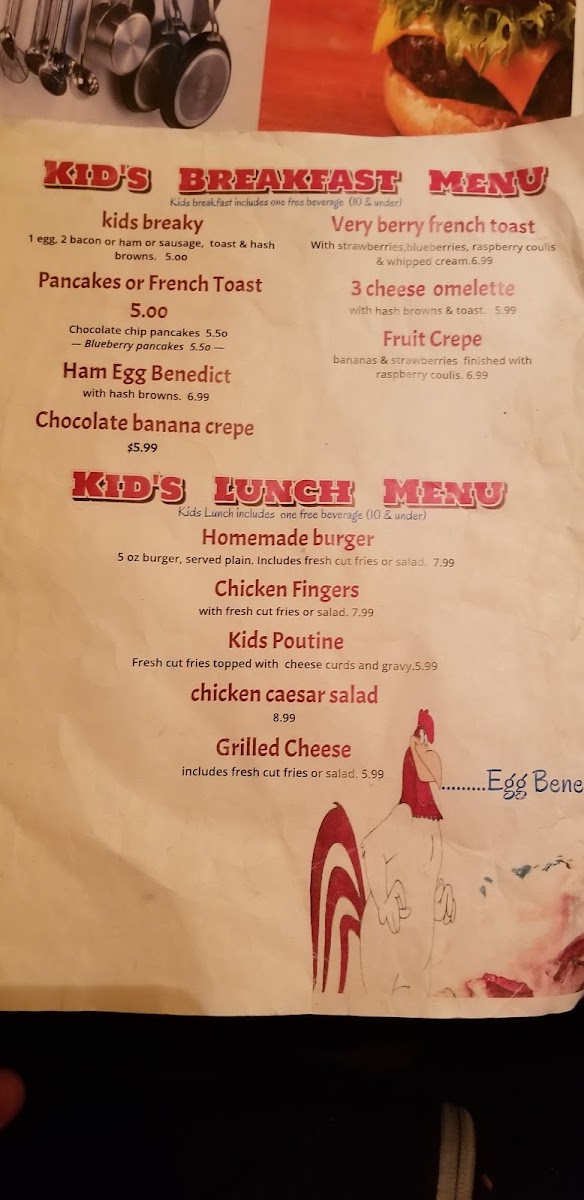 KID'S BREAKFAST MENU
Kids breakfast includes one free beverage (10 & under)
kids breaky
1 egg, 2 bacon or ham or sausage, toast & hash
browns. 5.00
Pancakes or French Toast
5.00
Chocolate chip pancakes 5.50
— Blueberry pancakes 5.50 —
Ham Egg Benedict
with hash browns. 6.99
Chocolate banana crepe
$5.99
Very berry french toast
With strawberries,blueberries, raspberry coulis
& whipped cream.6.99
3 cheese omelette
with hash browns & toast. 5.99
Fruit Crepe
bananas & strawberries finished with
raspberry coulis. 6.99
KID'S LUNCH MENU
Kids Lunch includes one free beverage (10 & under)
Homemade burger
5 oz burger, served plain. Includes fresh cut fries or salad. 7.99
Chicken Fingers
with fresh cut fries or salad. 7.99
Kids Poutine
Fresh cut fries topped with cheese curds and gravy.5.99
chicken caesar salad
8.99
Grilled Cheese
includes fresh cut fries or salad. 5.99
.........Egg Bene